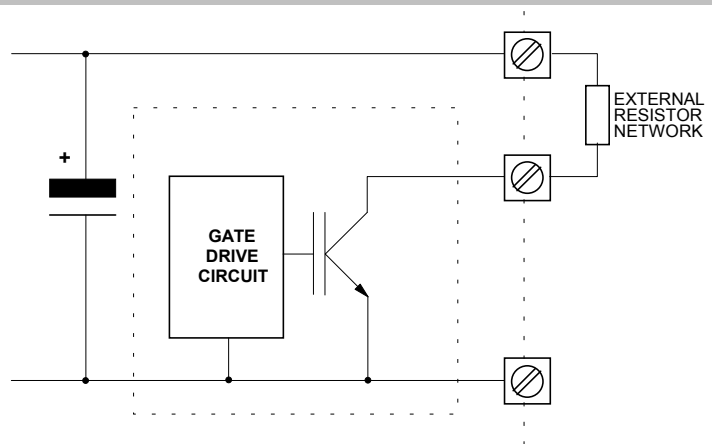 EXTERNAL
RESISTOR
NETWORK
+
GATE
DRIVE
CIRCUIT